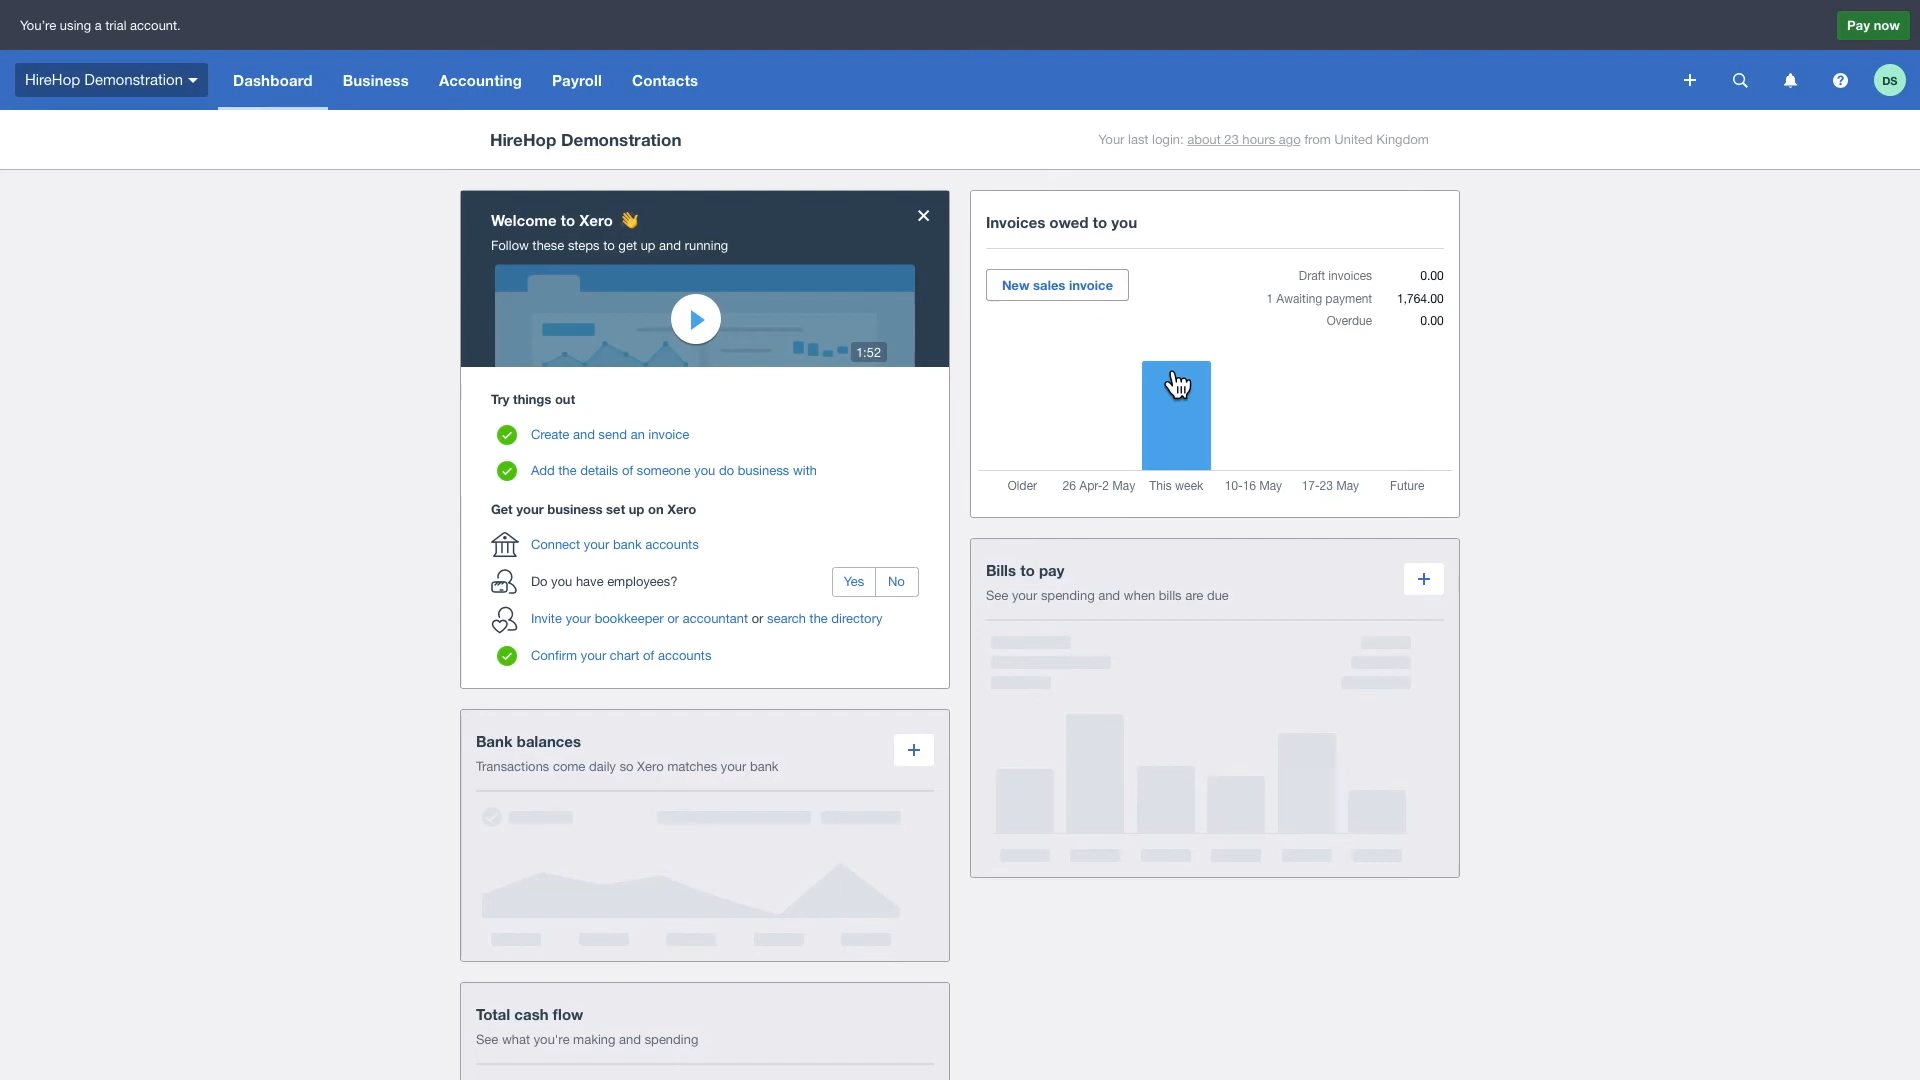 You're using a trial account.
Pay now
HireHop Demonstration
Dashboard
Business
Accounting
Payroll
Contacts
DS
HireHop Demonstration
Your last login: about 23 hours ago from United Kingdom
Welcome to Xero 👋
Follow these steps to get up and running
1:52
Try things out
Create and send an invoice
Add the details of someone you do business with
Get your business set up on Xero
Connect your bank accounts
Do you have employees?
Yes
No
Invite your bookkeeper or accountant or search the directory
Confirm your chart of accounts
Invoices owed to you
New sales invoice
Draft invoices 0.00
1 Awaiting payment 1,764.00
Overdue 0.00
Older
26 Apr-2 May
This week
10-16 May
17-23 May
Future
Bills to pay
See your spending and when bills are due
Bank balances
Transactions come daily so Xero matches your bank
Total cash flow
See what you're making and spending